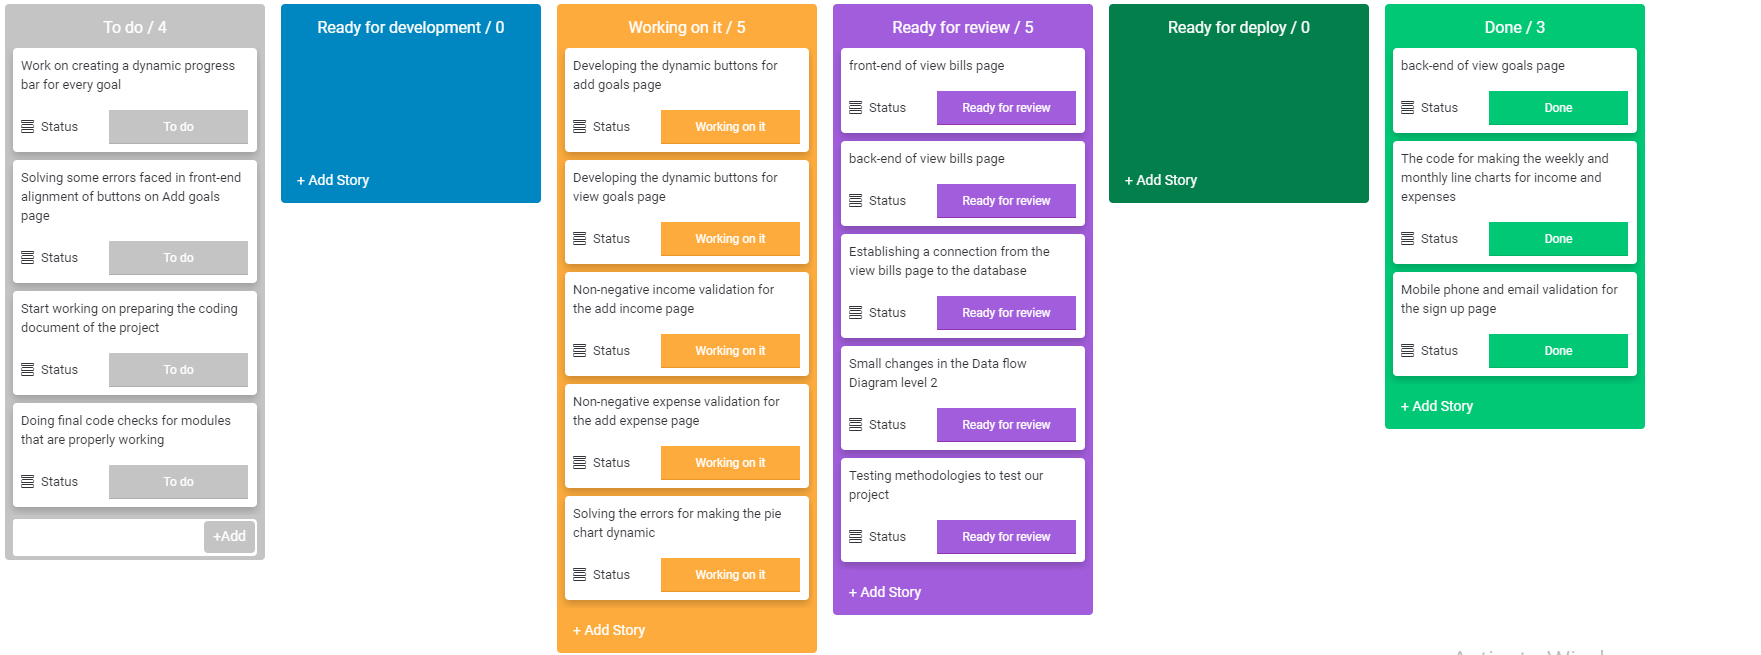 To do / 4
Work on creating a dynamic progress
bar for every goal
Status
To do
Solving some errors faced in front-end
alignment of buttons on Add goals
page
Status
To do
Start working on preparing the coding
document of the project
Status
To do
Doing final code checks for modules
that are properly working
Status
To do
+Add
Ready for development / 0
+ Add Story
Working on it / 5
Developing the dynamic buttons for
add goals page
Status
Working on it
Developing the dynamic buttons for
view goals page
Status
Working on it
Non-negative income validation for
the add income page
Status
Working on it
Non-negative expense validation for
the add expense page
Status
Working on it
Solving the errors for making the pie
chart dynamic
Status
Working on it
+ Add Story
Ready for review / 5
front-end of view bills page
Status
Ready for review
back-end of view bills page
Status
Ready for review
Establishing a connection from the
view bills page to the database
Status
Ready for review
Small changes in the Data flow
Diagram level 2
Status
Ready for review
Testing methodologies to test our
project
Status
Ready for review
+ Add Story
Ready for deploy / 0
+ Add Story
Done / 3
back-end of view goals page
Status
Done
The code for making the weekly and
monthly line charts for income and
expenses
Status
Done
Mobile phone and email validation for
the sign up page
Status
Done
+ Add Story